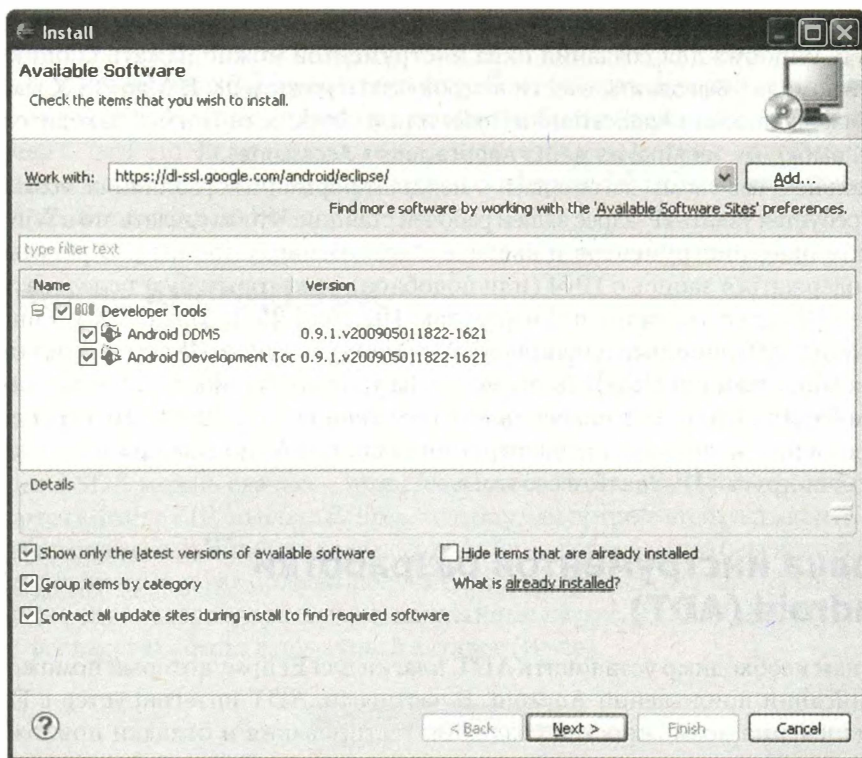 Install
Available Software
Check the items that you wish to install.
Work with: https://dl-ssl.google.com/android/eclipse/ Add...
Find more software by working with the 'Available Software Sites' preferences.
type filter text
Name Version
Developer Tools
Android DDMS 0.9.1.v200905011822-1621
Android Development Toc 0.9.1.v200905011822-1621
Details
Show only the latest versions of available software Hide items that are already installed
Group items by category What is already installed?
Contact all update sites during install to find required software
? < Back Next > Finish Cancel